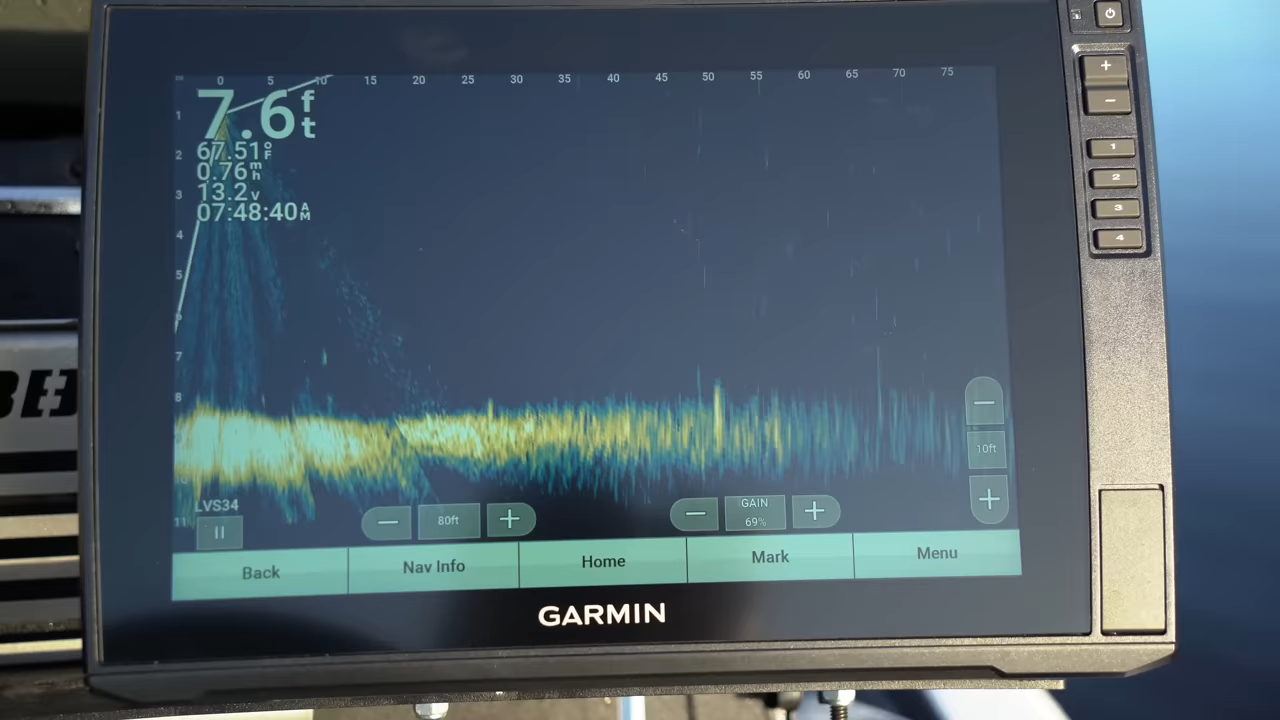 0 5 10 15 20 25 30 35 40 45 50 55 60 65 70 75
7.6 ft
67.51°F
0.76 mh
13.2 V
07:48:40 AM
1
2
3
4
5
7
8
11
LVS34
80ft
GAIN
69%
10ft
Back Nav Info Home Mark Menu
GARMIN
1
2
3
4